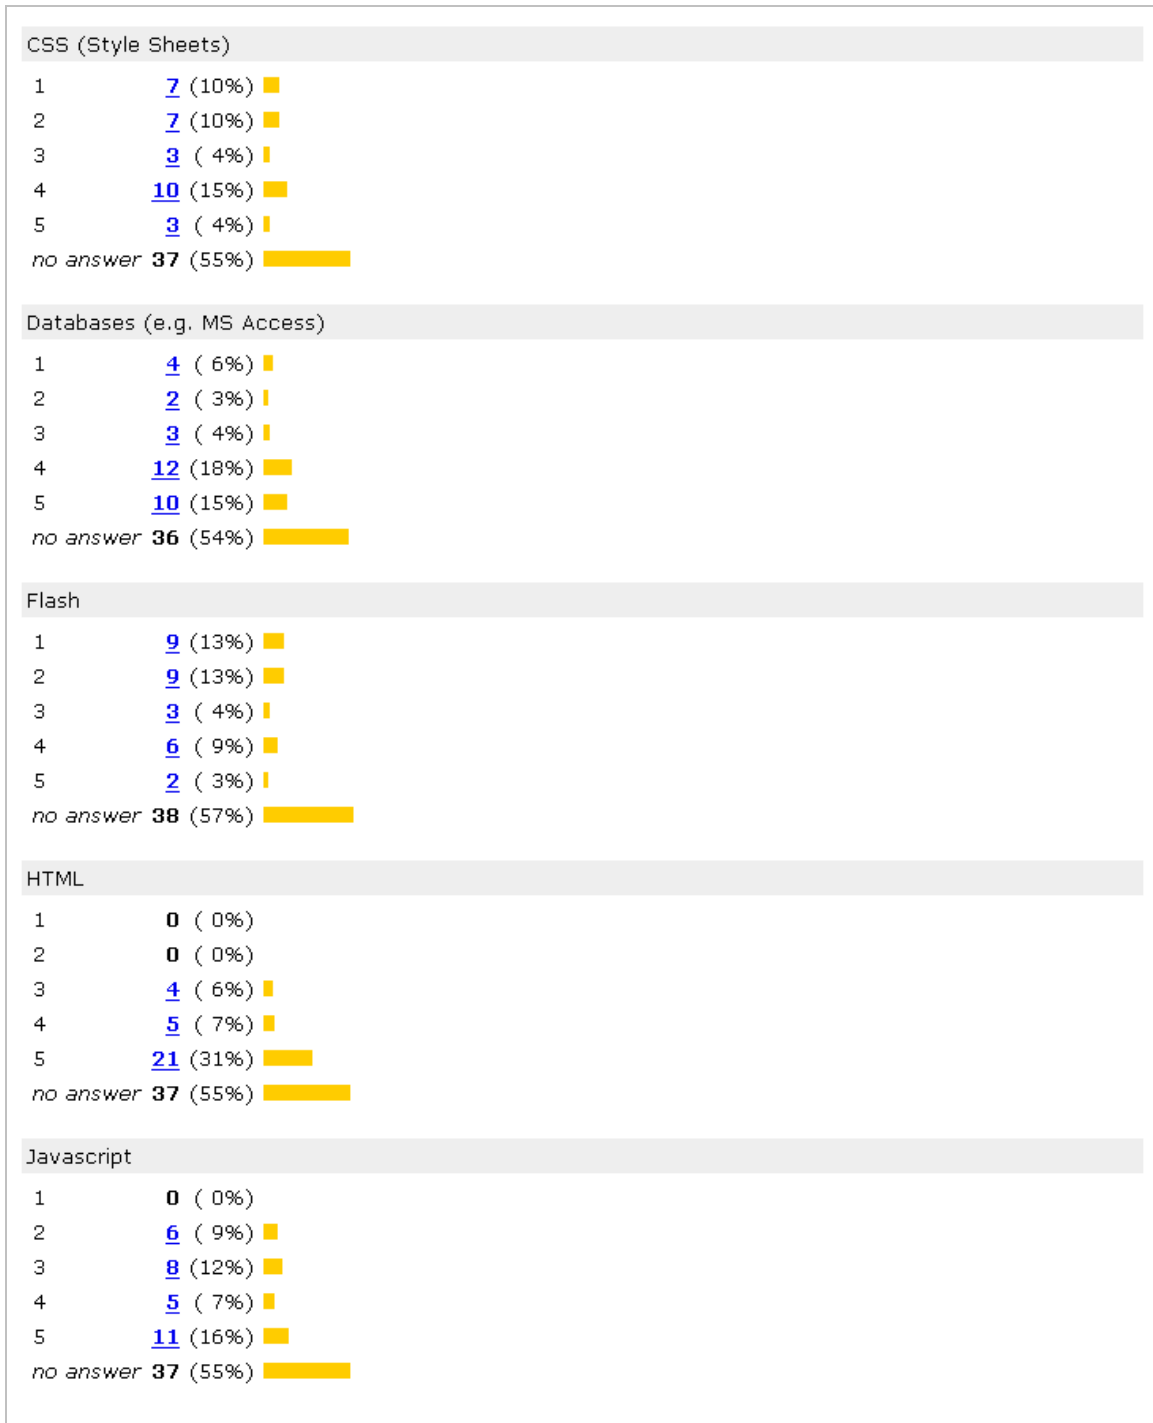 CSS (Style Sheets)
1 7 (10%)
2 7 (10%)
3 3 ( 4%)
4 10 (15%)
5 3 ( 4%)
no answer 37 (55%)
Databases (e.g. MS Access)
1 4 ( 6%)
2 2 ( 3%)
3 3 ( 4%)
4 12 (18%)
5 10 (15%)
no answer 36 (54%)
Flash
1 9 (13%)
2 9 (13%)
3 3 ( 4%)
4 6 ( 9%)
5 2 ( 3%)
no answer 38 (57%)
HTML
1 0 ( 0%)
2 0 ( 0%)
3 4 ( 6%)
4 5 ( 7%)
5 21 (31%)
no answer 37 (55%)
Javascript
1 0 ( 0%)
2 6 ( 9%)
3 8 (12%)
4 5 ( 7%)
5 11 (16%)
no answer 37 (55%)